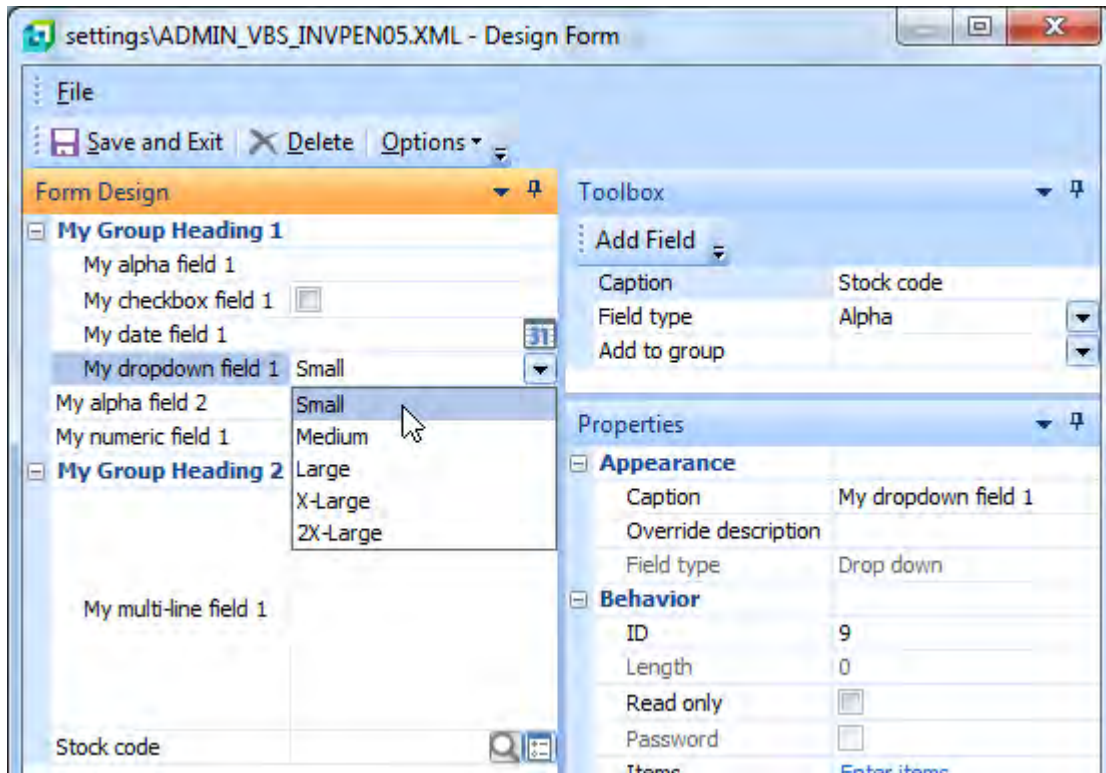 settings\ADMIN_VBS_INVPEN05.XML - Design Form
File
Save and Exit Delete Options
Form Design
My Group Heading 1
My alpha field 1
My checkbox field 1
My date field 1 31
My dropdown field 1 Small
My alpha field 2 Small
My numeric field 1 Medium
My Group Heading 2 Large
X-Large
2X-Large
My multi-line field 1
Stock code
Toolbox
Add Field
Caption Stock code
Field type Alpha
Add to group
Properties
Appearance
Caption My dropdown field 1
Override description
Field type Drop down
Behavior
ID 9
Length 0
Read only
Password
Items Enter items